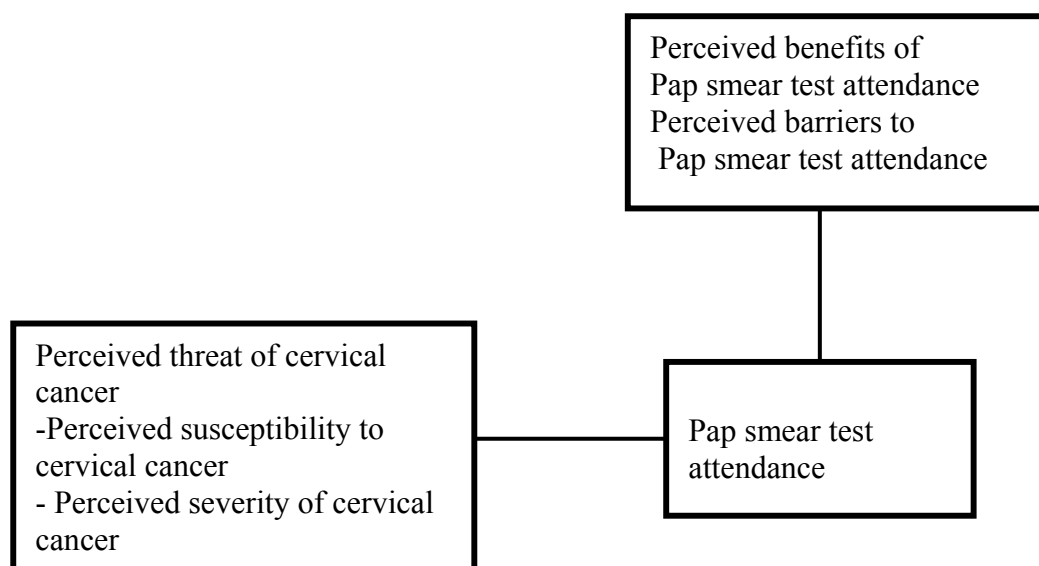 Perceived benefits of
Pap smear test attendance
Perceived barriers to
Pap smear test attendance
Perceived threat of cervical
cancer
-Perceived susceptibility to
cervical cancer
- Perceived severity of cervical
cancer
Pap smear test
attendance